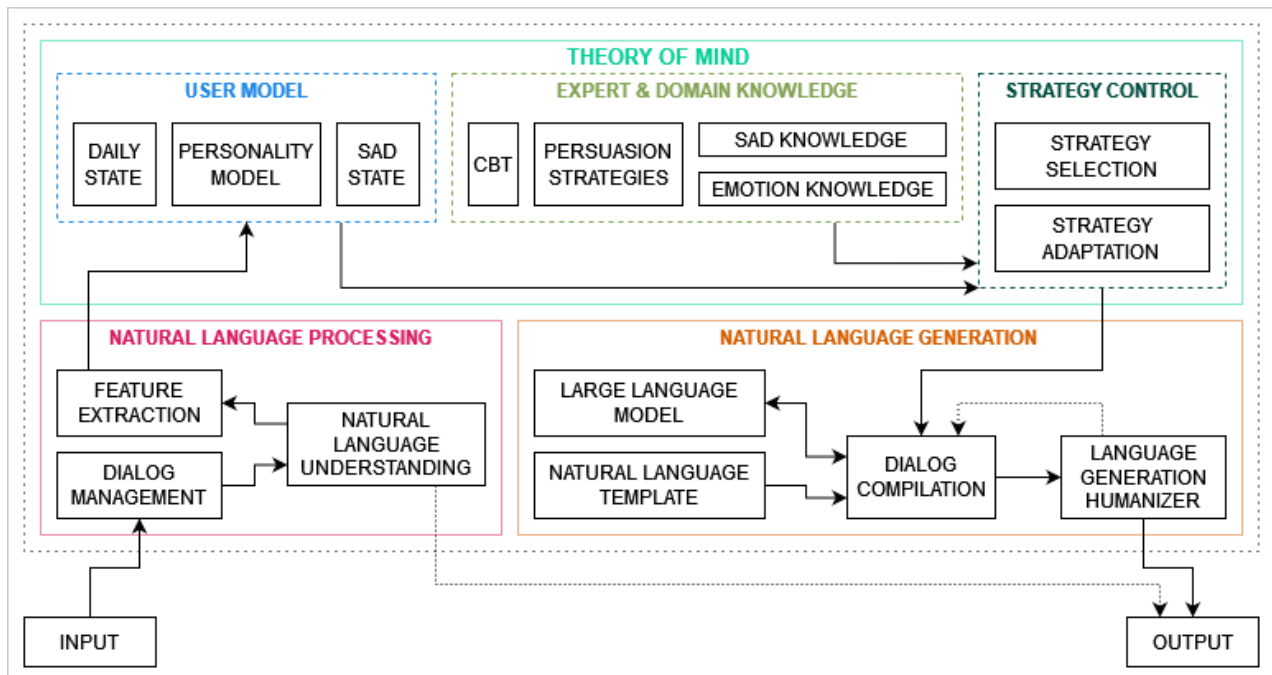 THEORY OF MIND
USER MODEL
DAILY
STATE
PERSONALITY
MODEL
SAD
STATE
EXPERT & DOMAIN KNOWLEDGE
CBT
PERSUASION
STRATEGIES
SAD KNOWLEDGE
EMOTION KNOWLEDGE
STRATEGY CONTROL
STRATEGY
SELECTION
STRATEGY
ADAPTATION
NATURAL LANGUAGE PROCESSING
FEATURE
EXTRACTION
DIALOG
MANAGEMENT
NATURAL
LANGUAGE
UNDERSTANDING
NATURAL LANGUAGE GENERATION
LARGE LANGUAGE
MODEL
NATURAL LANGUAGE
TEMPLATE
DIALOG
COMPILATION
LANGUAGE
GENERATION
HUMANIZER
INPUT
OUTPUT